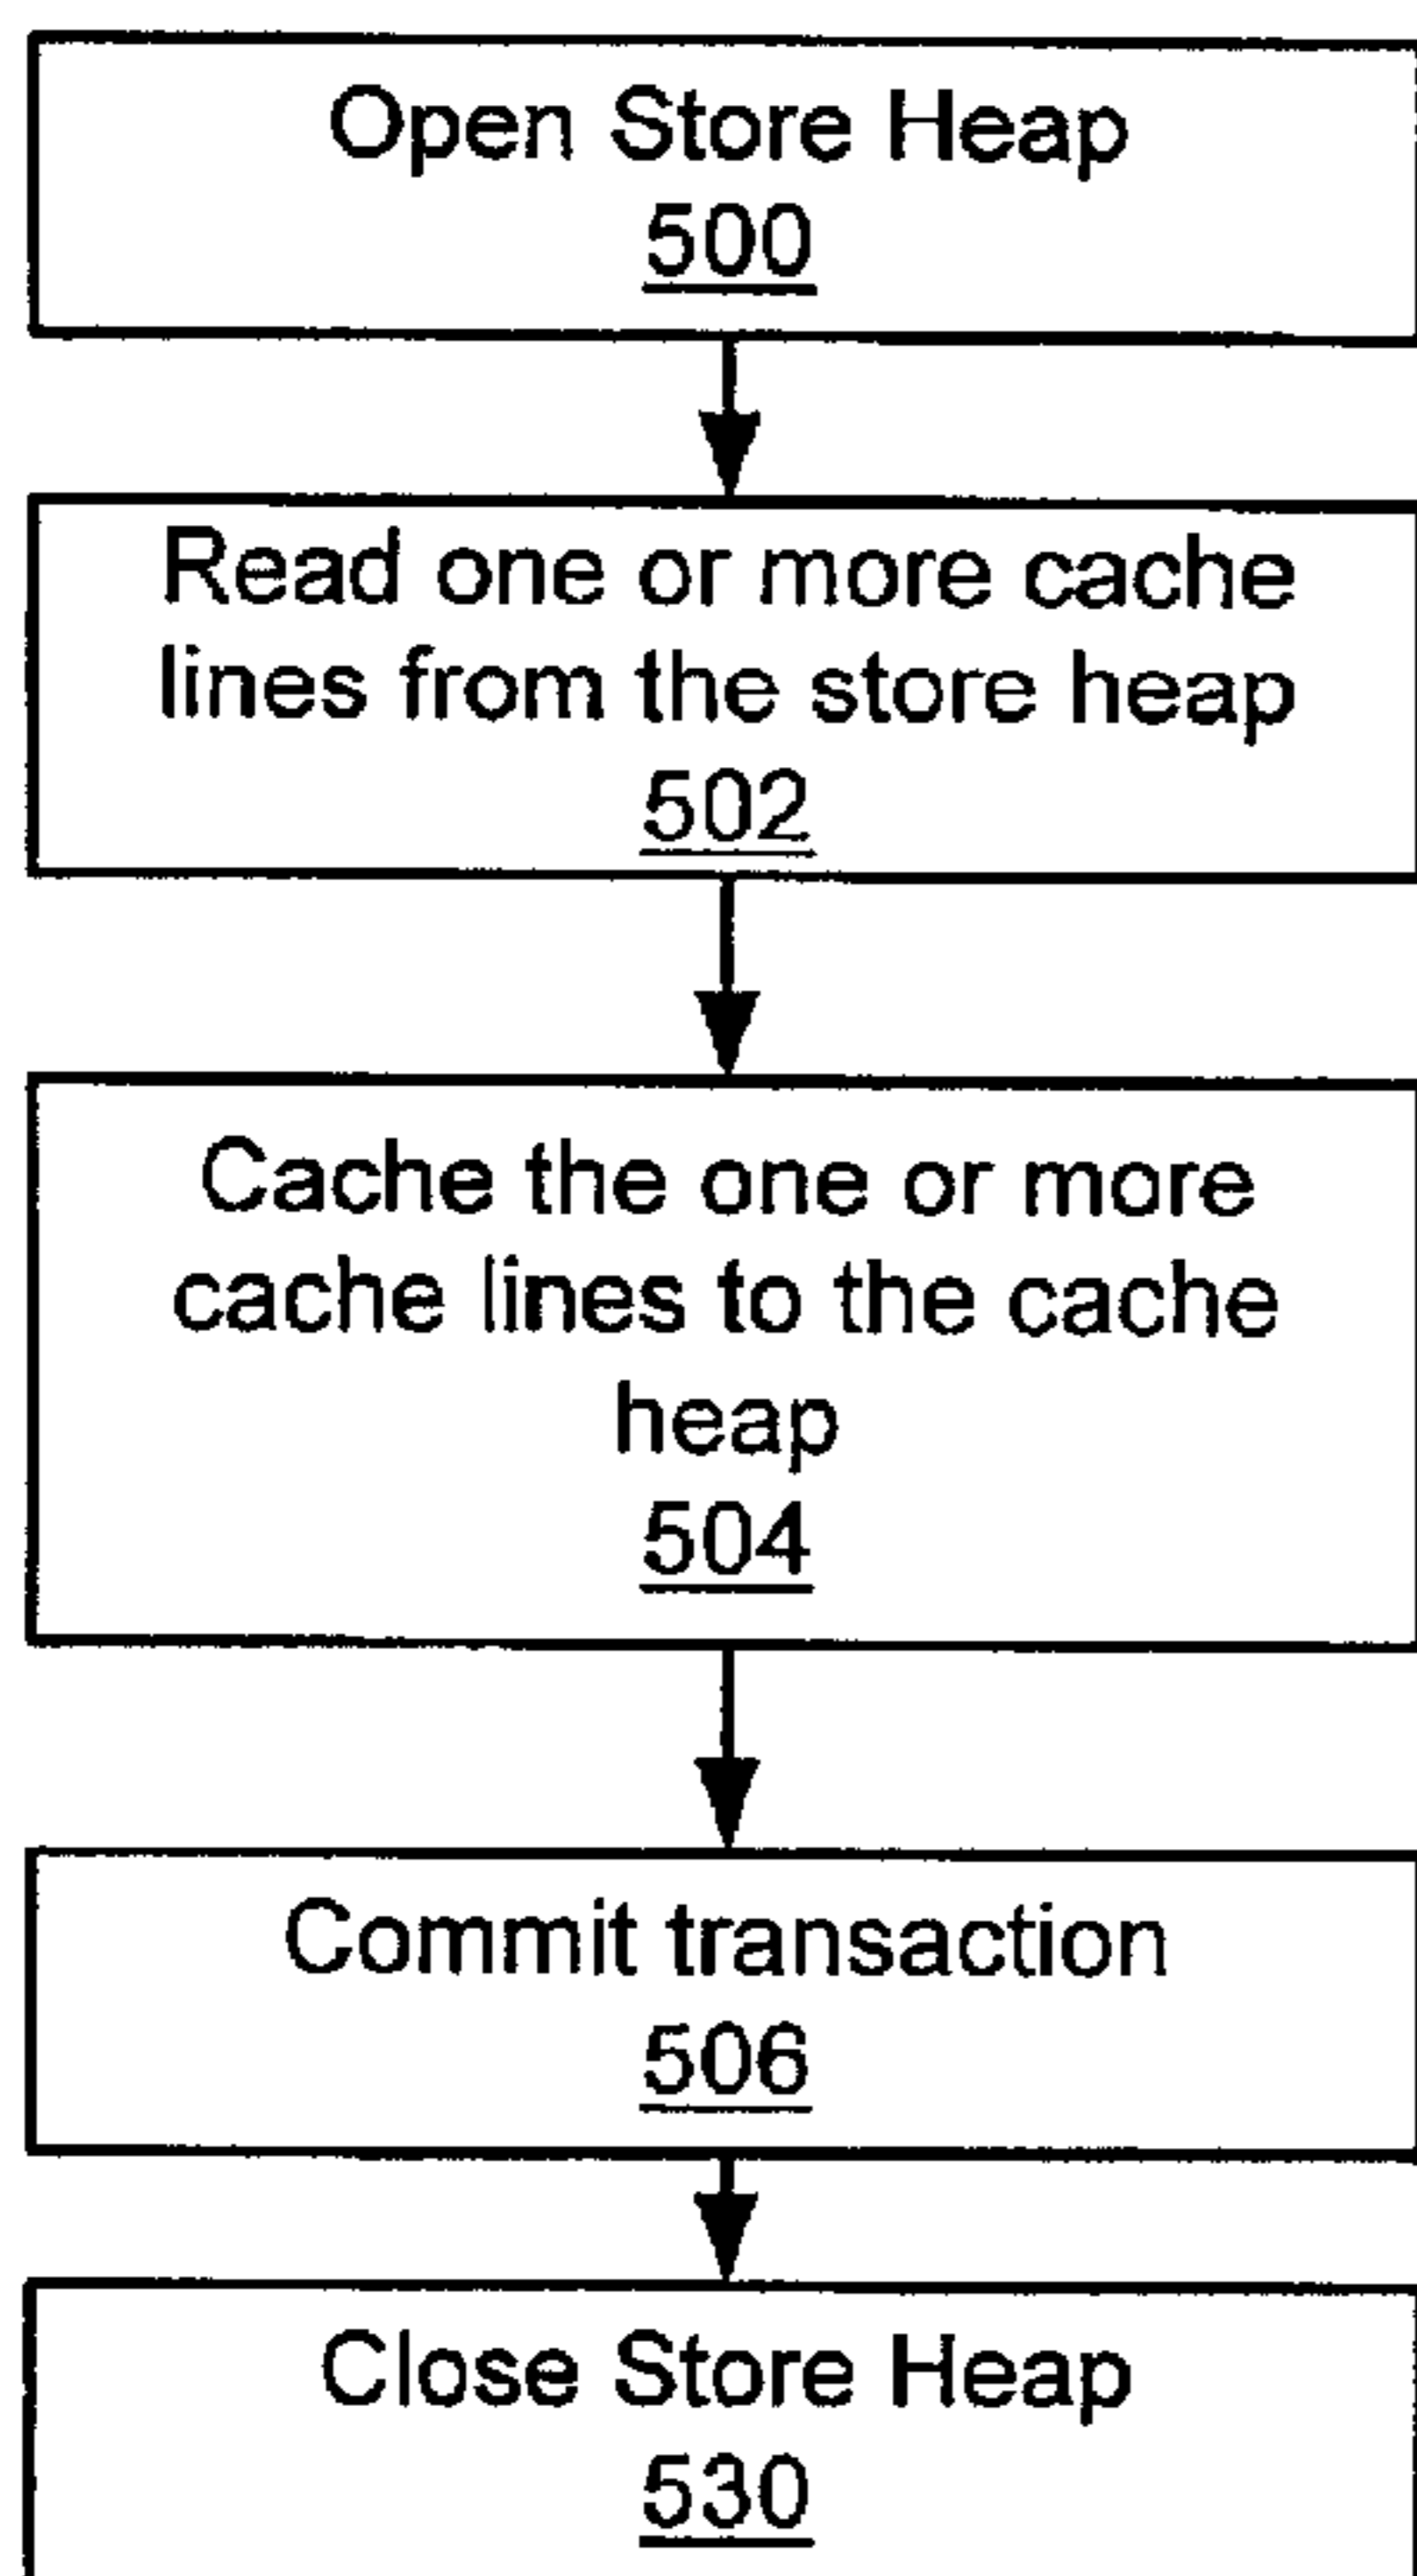 Open Store Heap
500
Read one or more cache
lines from the store heap
502
Cache the one or more
cache lines to the cache
heap
504
Commit transaction
506
Close Store Heap
530